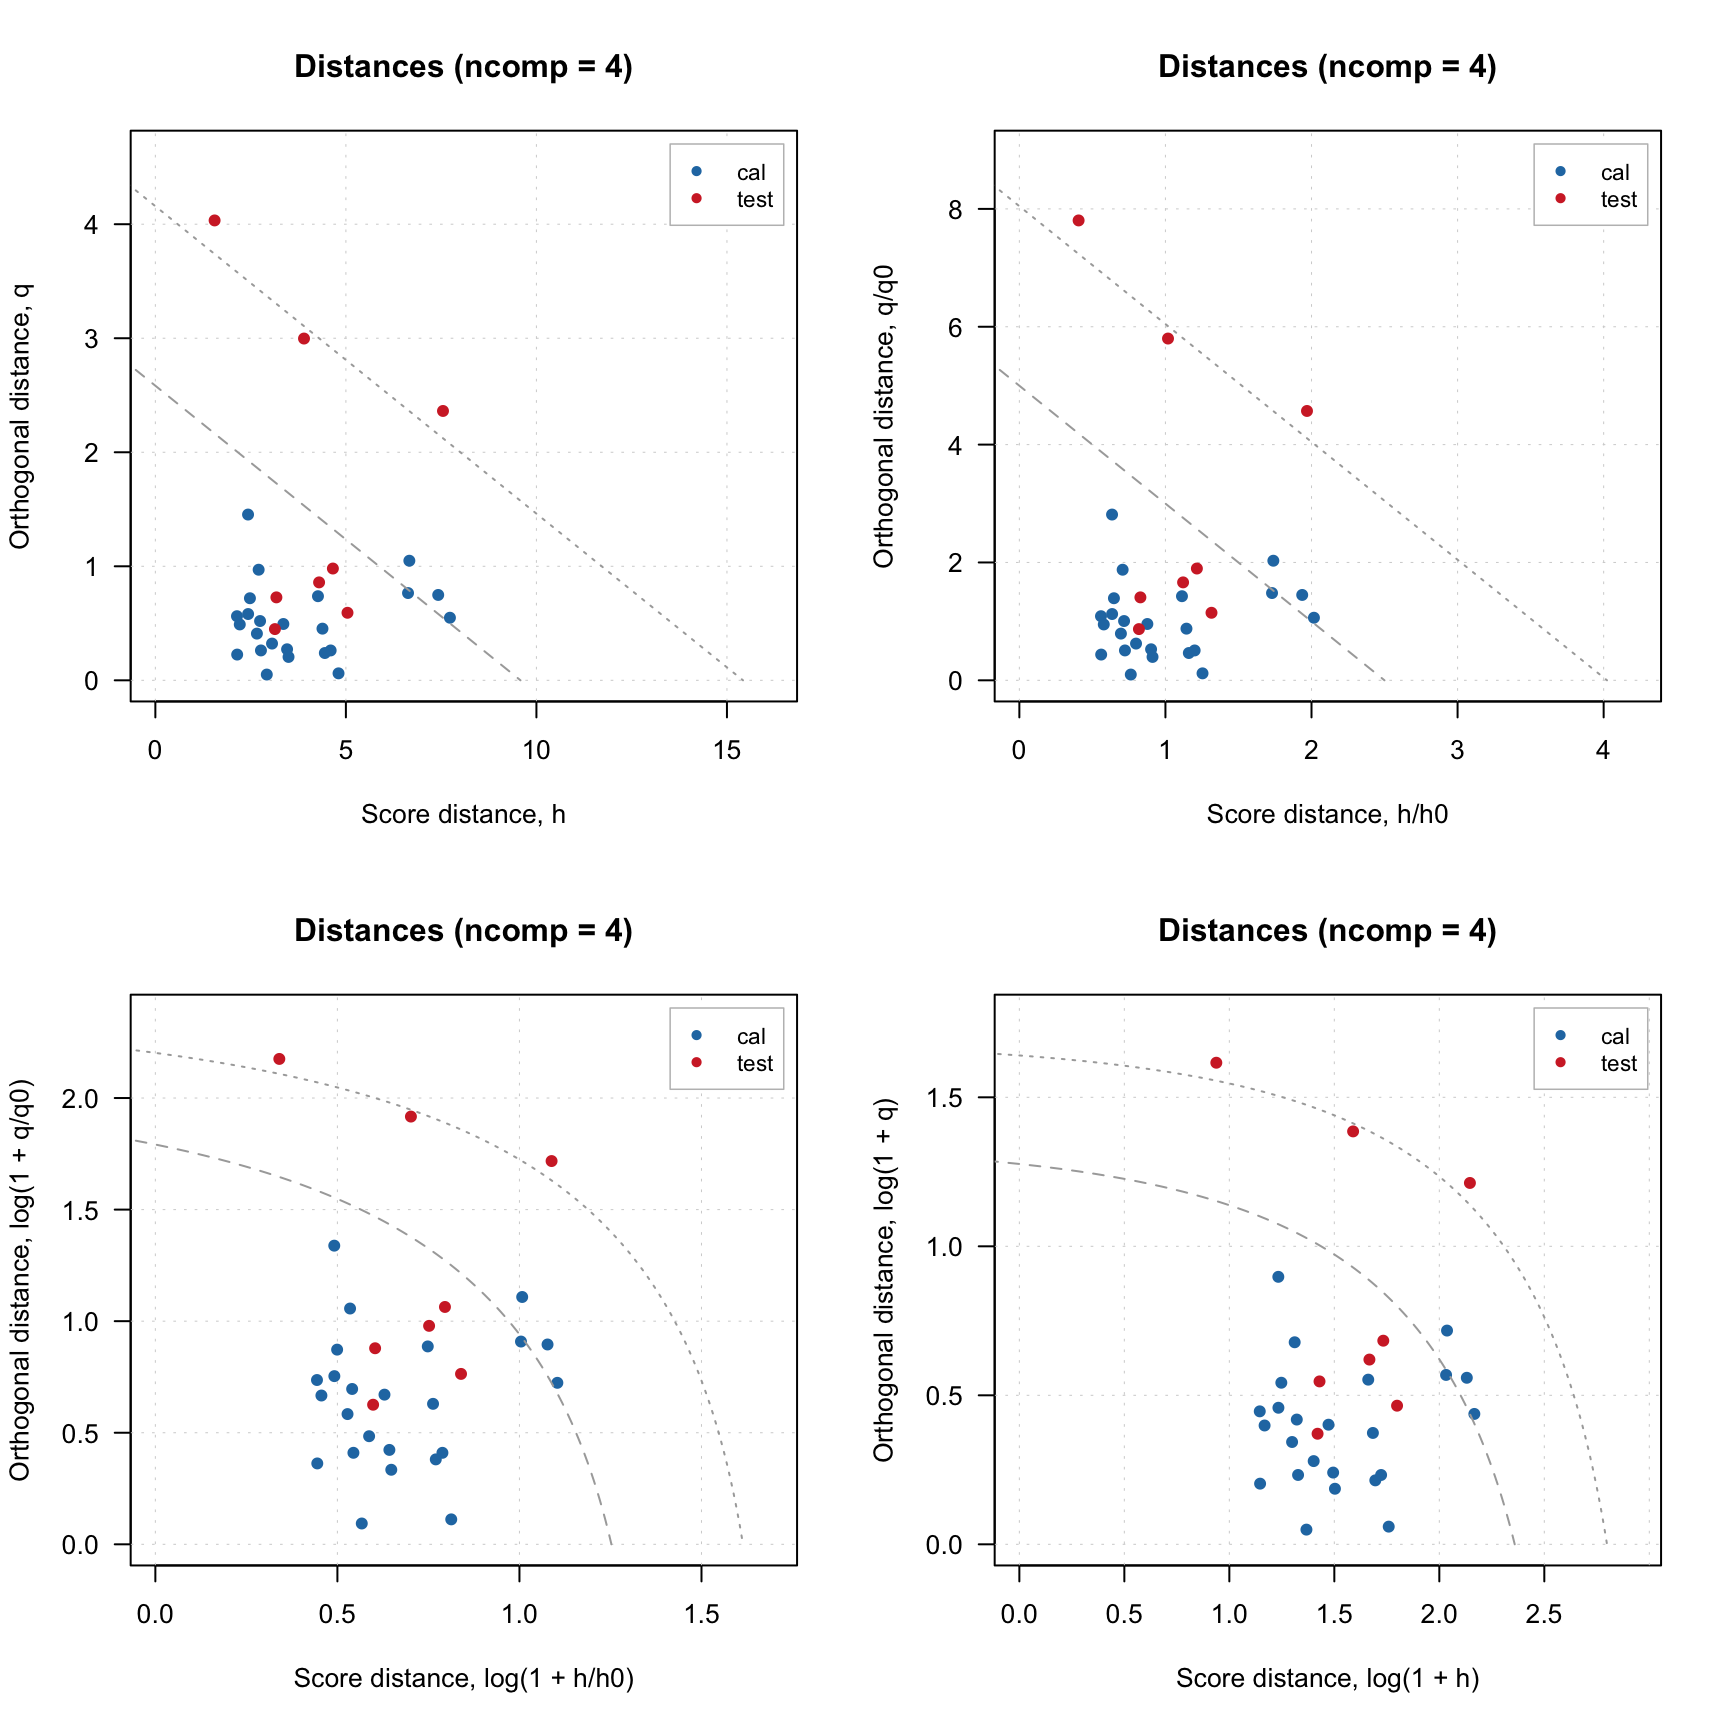 Distances (ncomp = 4)
Orthogonal distance, q
4
3
2
1
0
cal
test
0 5 10 15
Score distance, h
Distances (ncomp = 4)
Orthogonal distance, q/q0
8
6
4
2
0
cal
test
0 1 2 3 4
Score distance, h/h0
Distances (ncomp = 4)
Orthogonal distance, log(1 + q/q0)
2.0
1.5
1.0
0.5
0.0
cal
test
0.0 0.5 1.0 1.5
Score distance, log(1 + h/h0)
Distances (ncomp = 4)
Orthogonal distance, log(1 + q)
1.5
1.0
0.5
0.0
cal
test
0.0 0.5 1.0 1.5 2.0 2.5
Score distance, log(1 + h)